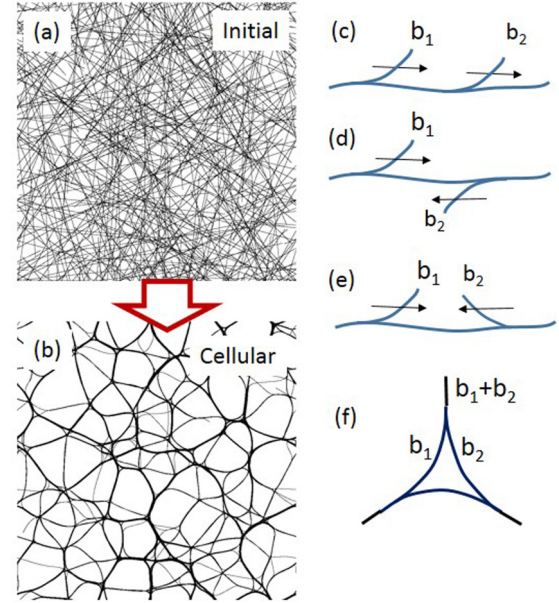 (a) Initial
(b) Cellular
(c) b1 b2
(d) b1
b2
(e) b1 b2
(f) b1+b2
b1 b2